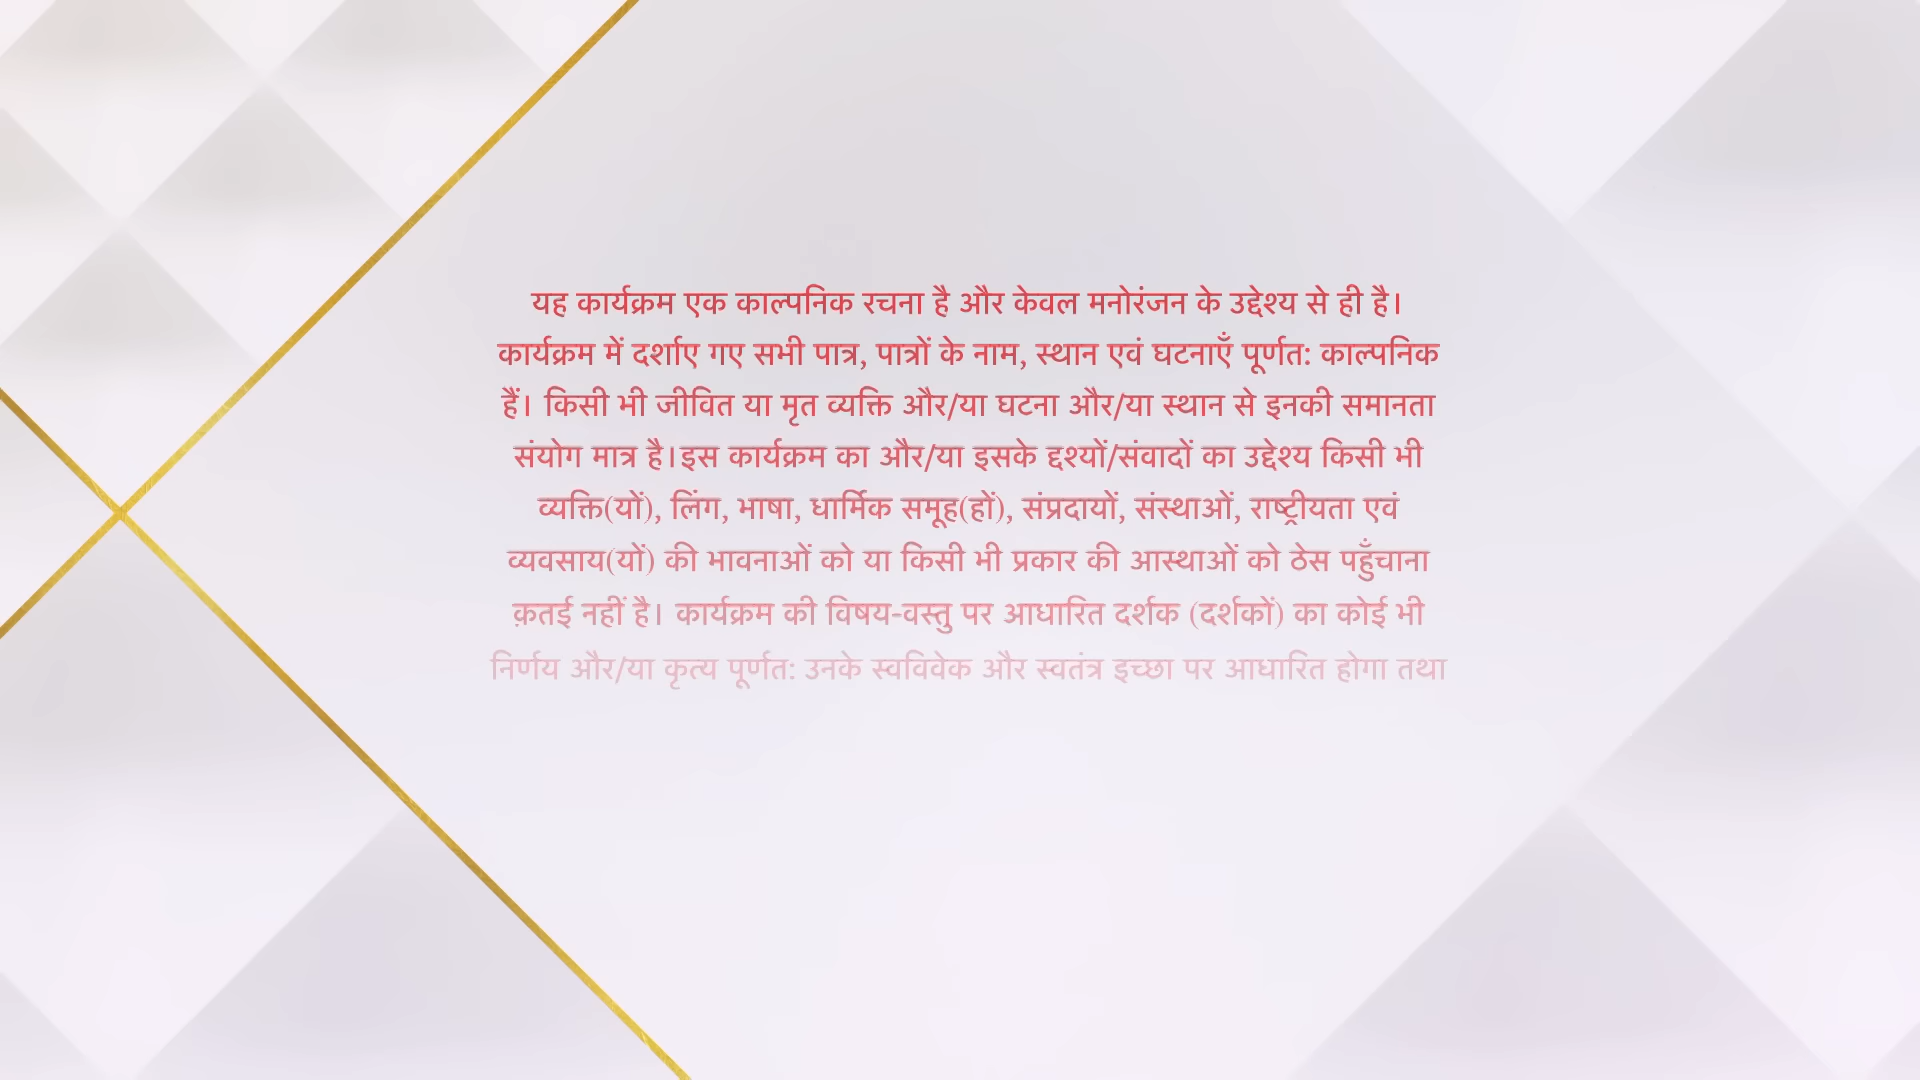 यह कार्यक्रम एक काल्पनिक रचना है और केवल मनोरंजन के उद्देश्य से ही है।
कार्यक्रम में दर्शाए गए सभी पात्र, पात्रों के नाम, स्थान एवं घटनाएँ पूर्णत: काल्पनिक
हैं। किसी भी जीवित या मृत व्यक्ति और/या घटना और/या स्थान से इनकी समानता
संयोग मात्र है।इस कार्यक्रम का और/या इसके द्दश्यों/संवादों का उद्देश्य किसी भी
व्यक्ति(यों), लिंग, भाषा, धार्मिक समूह(हों), संप्रदायों, संस्थाओं, राष्ट्रीयता एवं
व्यवसाय(यों) की भावनाओं को या किसी भी प्रकार की आस्थाओं को ठेस पहुँचाना
क़तई नहीं है। कार्यक्रम की विषय-वस्तु पर आधारित दर्शक (दर्शकों) का कोई भी
निर्णय और/या कृत्य पूर्णत: उनके स्वविवेक और स्वतंत्र इच्छा पर आधारित होगा तथा